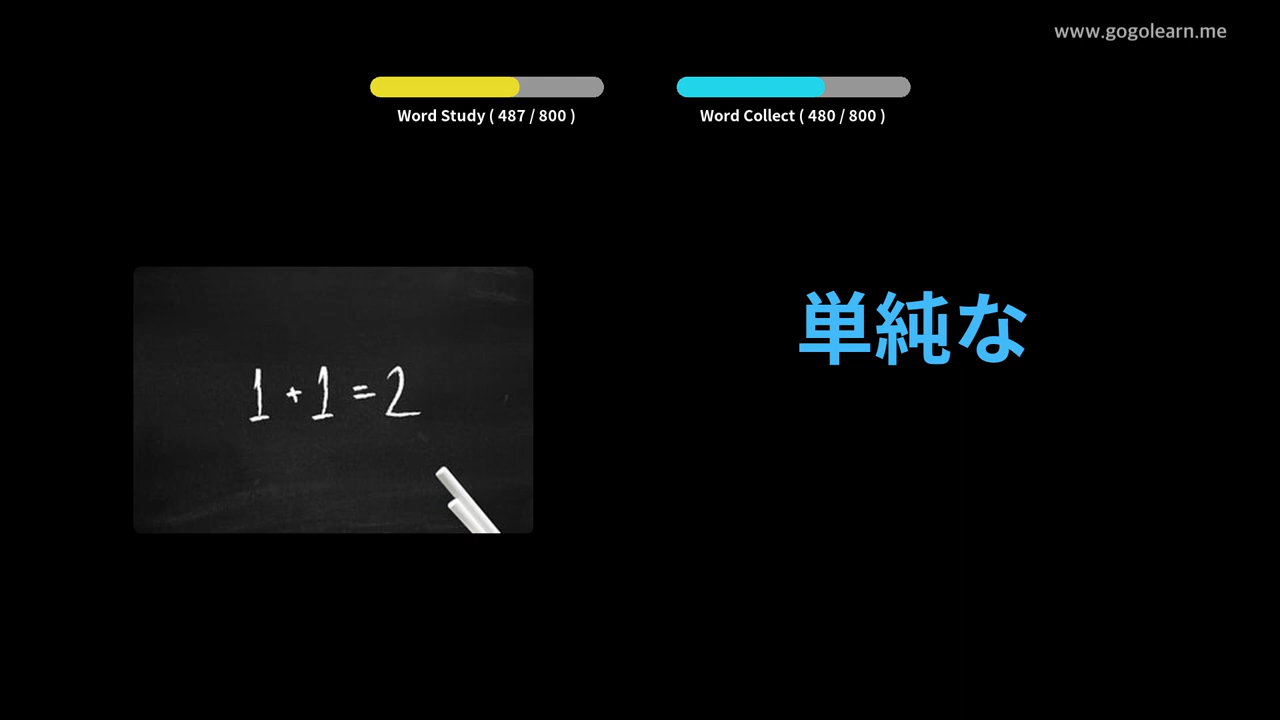 www.gogolearn.me
Word Study ( 487 / 800 )
Word Collect ( 480 / 800 )
単純な
1 + 1 = 2